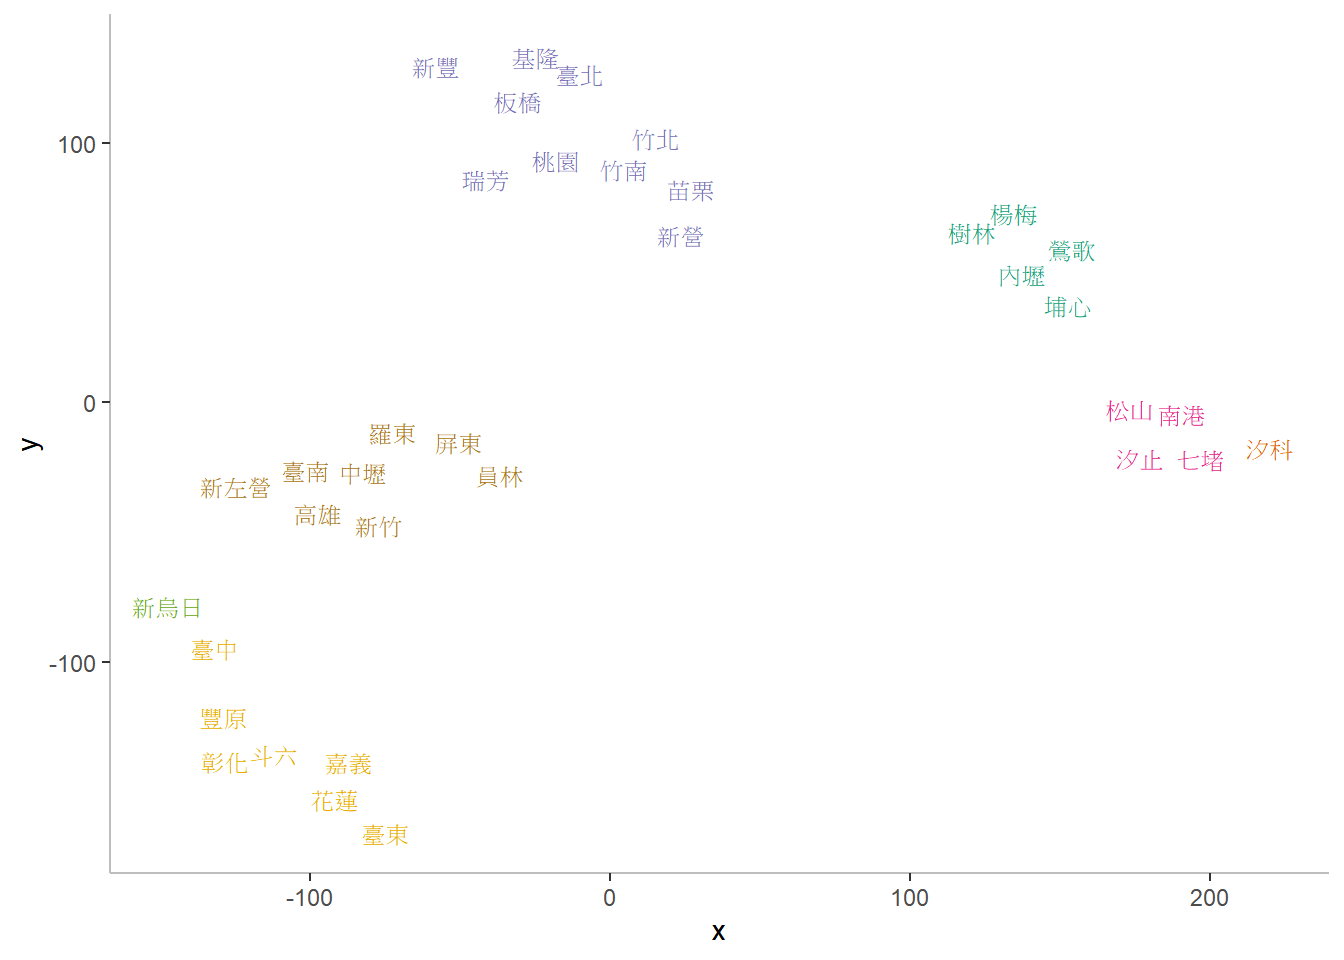 新豐
基隆
臺北
板橋
竹北
100
桃園
竹南
瑞芳
苗栗
新營
楊梅
樹林
鶯歌
內壢
埔心
0
松山
南港
羅東
屏東
y
汐科
汐止
七堵
臺南
中壢
員林
新左營
高雄
新竹
新烏日
臺中
-100
豐原
斗六
彰化
嘉義
花蓮
臺東
-100
0
100
200
x